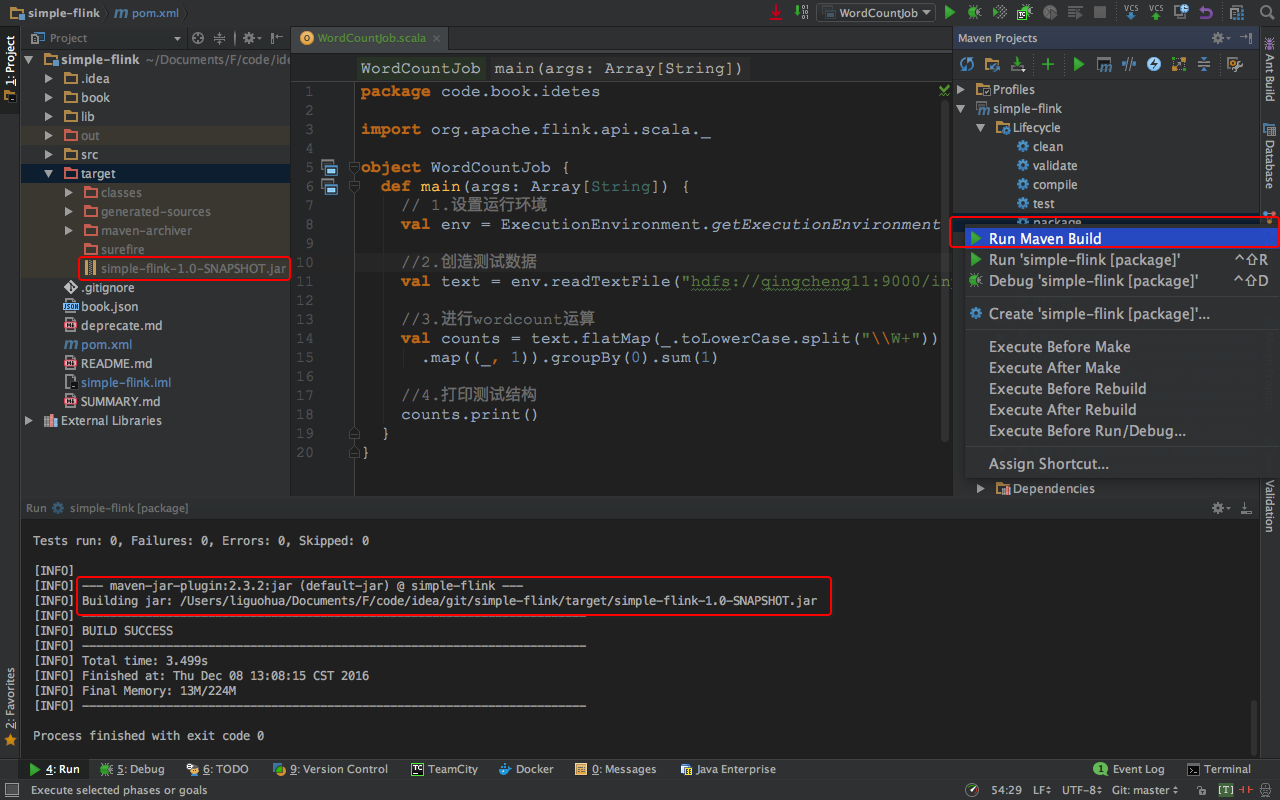 simple-flink
pom.xml
WordCountJob
VCS
VCS
1: Project
2: Favorites
Project
simple-flink ~/Documents/F/code/ide
.idea
book
lib
out
src
target
classes
generated-sources
maven-archiver
surefire
simple-flink-1.0-SNAPSHOT.jar
.gitignore
book.json
deprecate.md
pom.xml
README.md
simple-flink.iml
SUMMARY.md
External Libraries
WordCountJob.scala
WordCountJob main(args: Array[String])
1 package code.book.idetes
2
3 import org.apache.flink.api.scala._
4
5 object WordCountJob {
6 def main(args: Array[String]) {
7 // 1.设置运行环境
8 val env = ExecutionEnvironment.getExecutionEnvironment
9
10 //2.创造测试数据
11 val text = env.readTextFile("hdfs://qingcheng11:9000/in
12
13 //3.进行wordcount运算
14 val counts = text.flatMap(_.toLowerCase.split("\\W+"))
15 .map((_, 1)).groupBy(0).sum(1)
16
17 //4.打印测试结构
18 counts.print()
19 }
20 }
Maven Projects
Profiles
simple-flink
Lifecycle
clean
validate
compile
test
package
Run Maven Build
Run 'simple-flink [package]' ^⇧R
Debug 'simple-flink [package]' ^⇧D
Create 'simple-flink [package]'...
Execute Before Make
Execute After Make
Execute Before Rebuild
Execute After Rebuild
Execute Before Run/Debug...
Assign Shortcut...
Dependencies
Ant Build
Database
Validation
Run simple-flink [package]
Tests run: 0, Failures: 0, Errors: 0, Skipped: 0
[INFO]
[INFO] --- maven-jar-plugin:2.3.2:jar (default-jar) @ simple-flink ---
[INFO] Building jar: /Users/liguohua/Documents/F/code/idea/git/simple-flink/target/simple-flink-1.0-SNAPSHOT.jar
[INFO] ------------------------------------------------------------------------
[INFO] BUILD SUCCESS
[INFO] ------------------------------------------------------------------------
[INFO] Total time: 3.499s
[INFO] Finished at: Thu Dec 08 13:08:15 CST 2016
[INFO] Final Memory: 13M/224M
[INFO] ------------------------------------------------------------------------
Process finished with exit code 0
4: Run 5: Debug 6: TODO 9: Version Control TeamCity Docker 0: Messages Java Enterprise 1 Event Log Terminal
Execute selected phases or goals 54:29 LF÷ UTF-8÷ Git: master÷ [T]